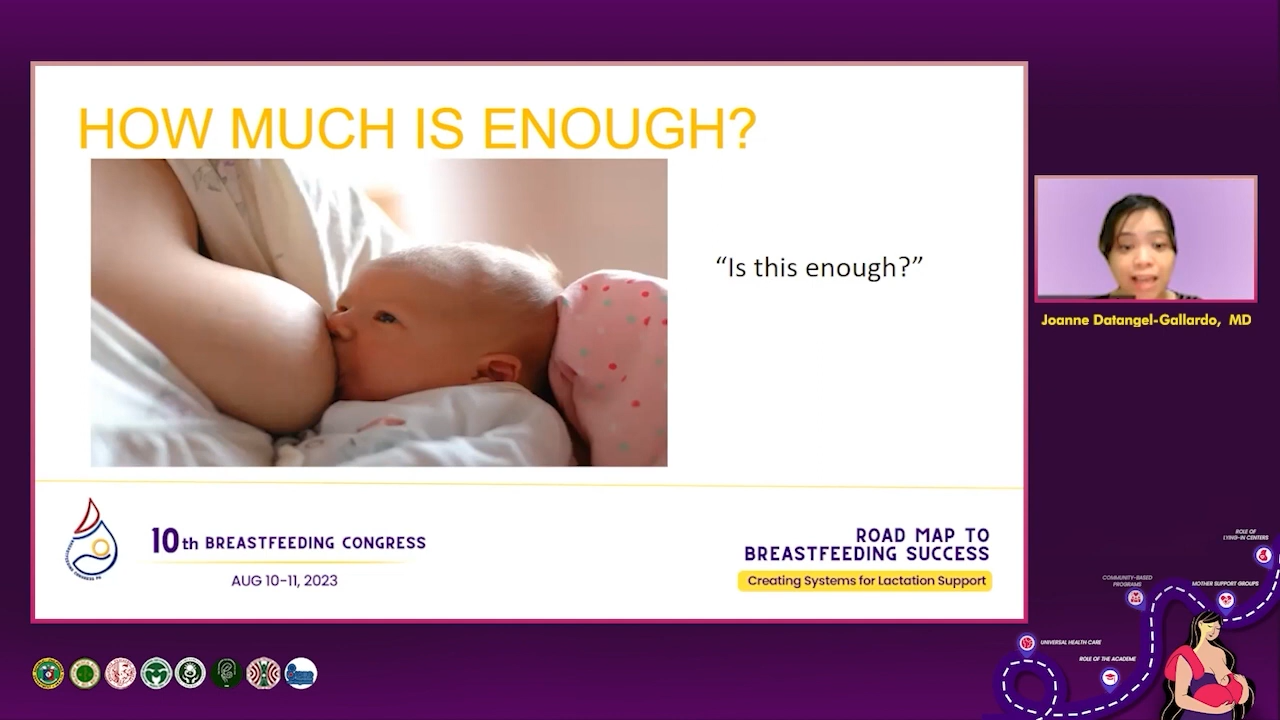 HOW MUCH IS ENOUGH?
“Is this enough?”
Joanne Datangel-Gallardo, MD
10th BREASTFEEDING CONGRESS
AUG 10-11, 2023
ROAD MAP TO
BREASTFEEDING SUCCESS
Creating Systems for Lactation Support
ROLE OF
LYING-IN CENTERS
COMMUNITY-BASED
PROGRAMS
MOTHER SUPPORT GROUPS
UNIVERSAL HEALTH CARE
ROLE OF THE ACADEME